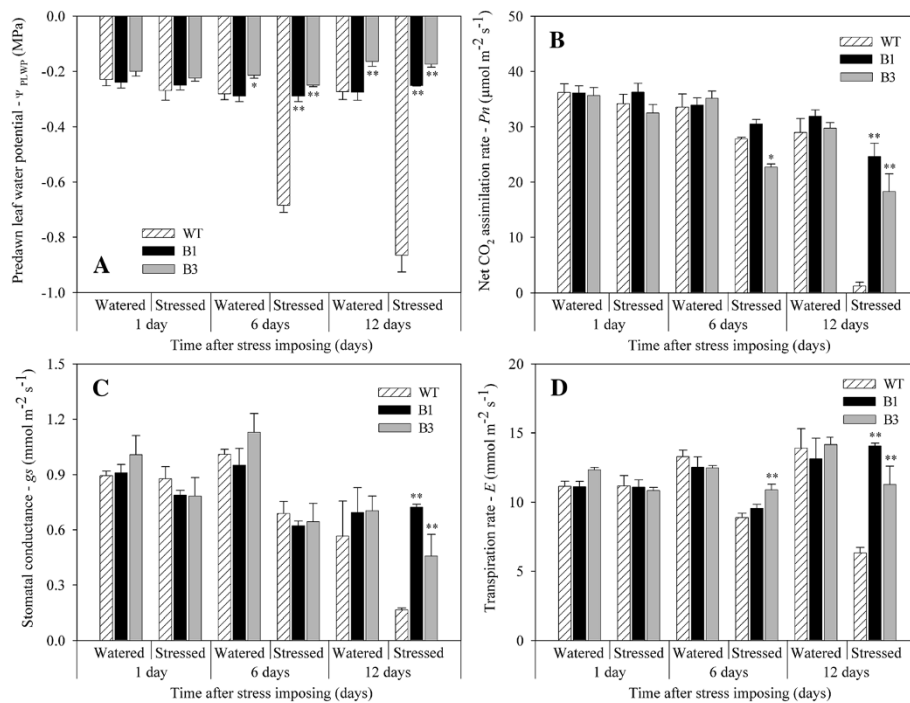 A
Predawn leaf water potential - Ψ PLWP (MPa)
0.0
-0.2
-0.4
-0.6
-0.8
-1.0
*
**
**
**
**
**
WT
B1
B3
Watered Stressed Watered Stressed Watered Stressed
1 day 6 days 12 days
Time after stress imposing (days)
B
Net CO2 assimilation rate - Pn (µmol m-2 s-1)
50
40
30
20
10
0
WT
B1
B3
*
**
**
Watered Stressed Watered Stressed Watered Stressed
1 day 6 days 12 days
Time after stress imposing (days)
C
Stomatal conductance - gs (mmol m-2 s-1)
1.5
1.2
0.9
0.6
0.3
0.0
WT
B1
B3
**
**
Watered Stressed Watered Stressed Watered Stressed
1 day 6 days 12 days
Time after stress imposing (days)
D
Transpiration rate - E (mmol m-2 s-1)
20
15
10
5
0
WT
B1
B3
**
**
**
Watered Stressed Watered Stressed Watered Stressed
1 day 6 days 12 days
Time after stress imposing (days)